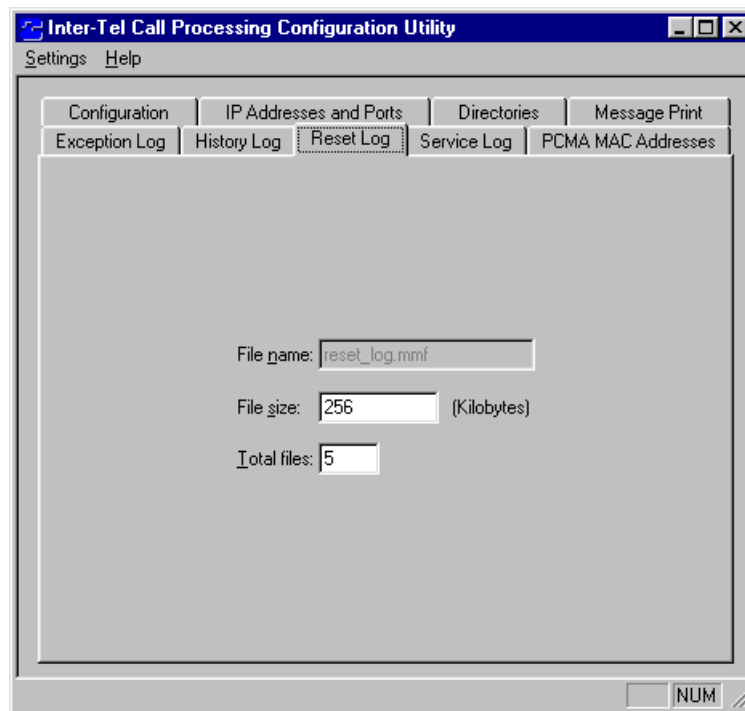 Inter-Tel Call Processing Configuration Utility
Settings Help
Configuration IP Addresses and Ports Directories Message Print
Exception Log History Log Reset Log Service Log PCMA MAC Addresses
File name: reset_log.mmf
File size: 256 (Kilobytes)
Total files: 5
NUM